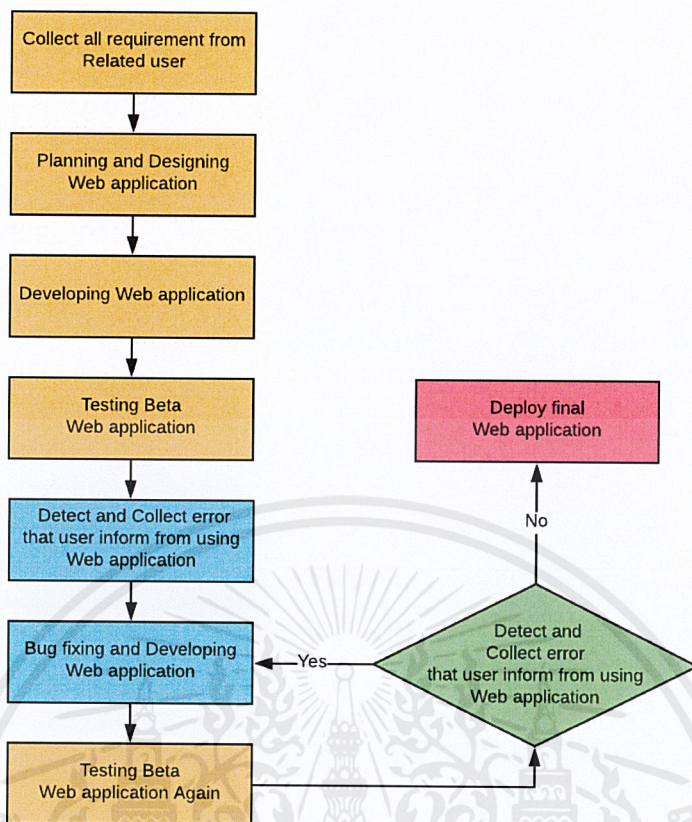 Collect all requirement from
Related user
Planning and Designing
Web application
Developing Web application
Testing Beta
Web application
Detect and Collect error
that user inform from using
Web application
Bug fixing and Developing
Web application
Testing Beta
Web application Again
Deploy final
Web application
No
Yes
Detect and
Collect error
that user inform from using
Web application